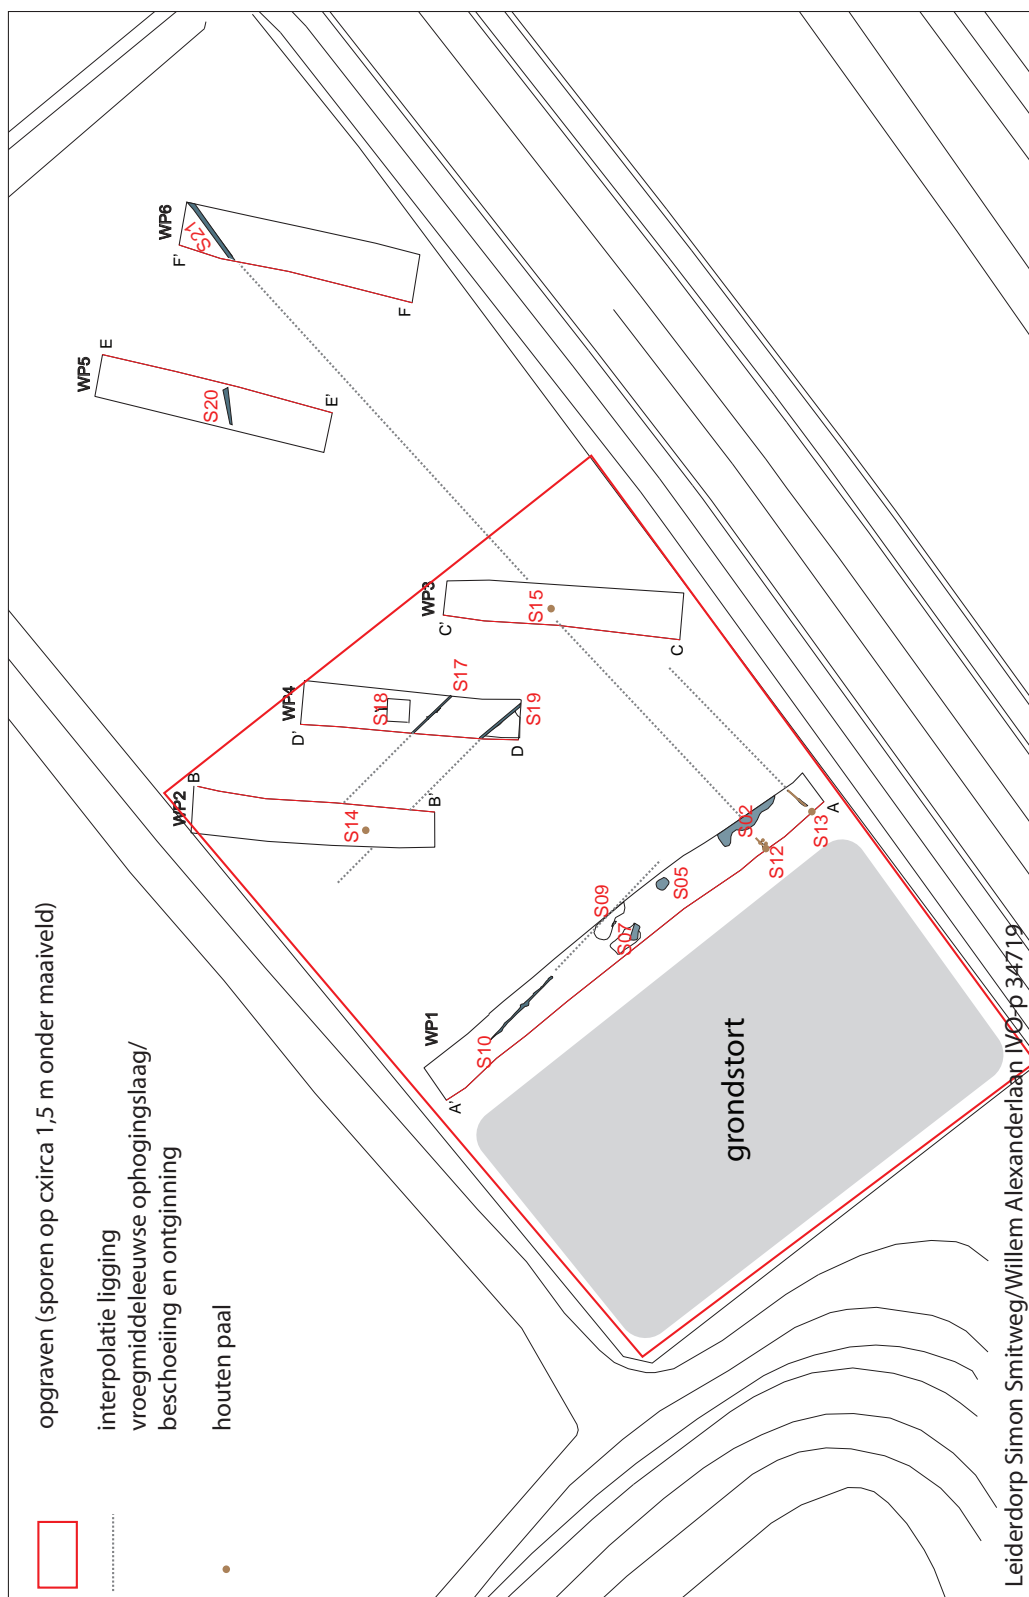 opgraven (sporen op cxirca 1,5 m onder maaiveld)
interpolatie ligging
vroegmiddeleeuwse ophogingslaag/
beschoeiing en ontginning
houten paal
WP6
F'
S21
F
WP5
E
S20
E'
WP3
C'
S15
C
WP4
D'
S18
S17
S19
D
WP2
B
S14
B'
WP1
A'
S10
S09
S07
S05
S02
S12
S13
A
grondstort
Leiderdorp Simon Smitweg/Willem Alexanderlaan IVO-p 34719